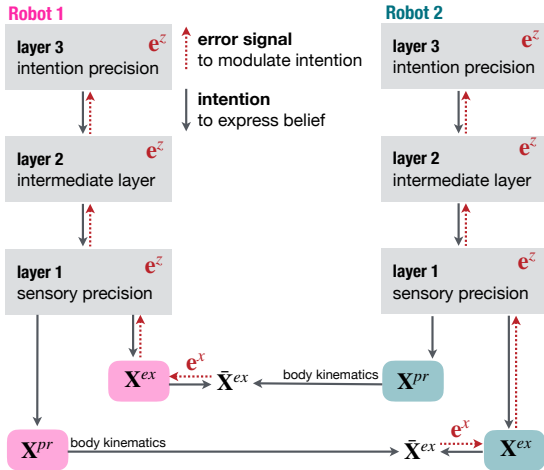 Robot 1
Robot 2
layer 3
e^z
intention precision
error signal
to modulate intention
intention
to express belief
layer 3
e^z
intention precision
layer 2
e^z
intermediate layer
layer 2
e^z
intermediate layer
layer 1
e^z
sensory precision
layer 1
e^z
sensory precision
X^{ex}
e^x
X̄^{ex}
body kinematics
X^{pr}
X^{pr}
body kinematics
X̄^{ex}
e^x
X^{ex}